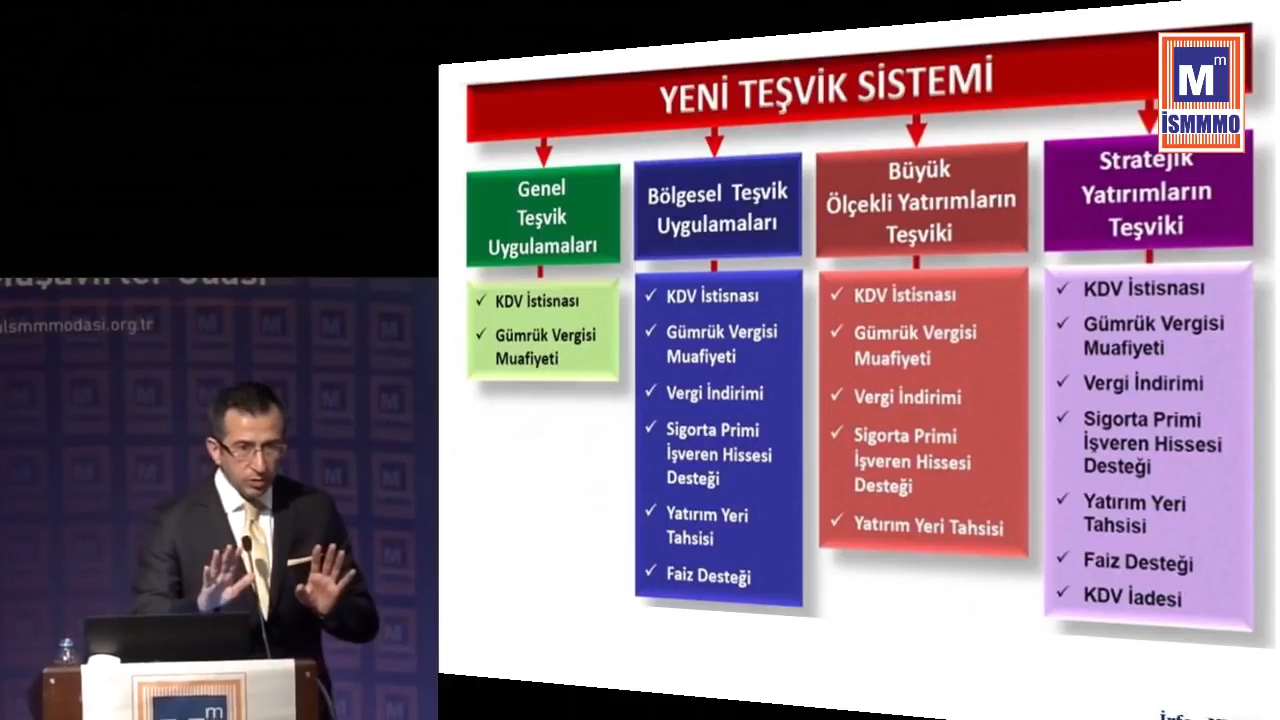 YENİ TEŞVİK SİSTEMİ
M
m
İSMMMO
Genel
Teşvik
Uygulamaları
✓ KDV İstisnası
✓ Gümrük Vergisi
Muafiyeti
Bölgesel Teşvik
Uygulamaları
✓ KDV İstisnası
✓ Gümrük Vergisi
Muafiyeti
✓ Vergi İndirimi
✓ Sigorta Primi
İşveren Hissesi
Desteği
✓ Yatırım Yeri
Tahsisi
✓ Faiz Desteği
Büyük
Ölçekli Yatırımların
Teşviki
✓ KDV İstisnası
✓ Gümrük Vergisi
Muafiyeti
✓ Vergi İndirimi
✓ Sigorta Primi
İşveren Hissesi
Desteği
✓ Yatırım Yeri Tahsisi
Stratejik
Yatırımların
Teşviki
✓ KDV İstisnası
✓ Gümrük Vergisi
Muafiyeti
✓ Vergi İndirimi
✓ Sigorta Primi
İşveren Hissesi
Desteği
✓ Yatırım Yeri
Tahsisi
✓ Faiz Desteği
✓ KDV İadesi
Odası
ulsmmmodasi.org.tr
m